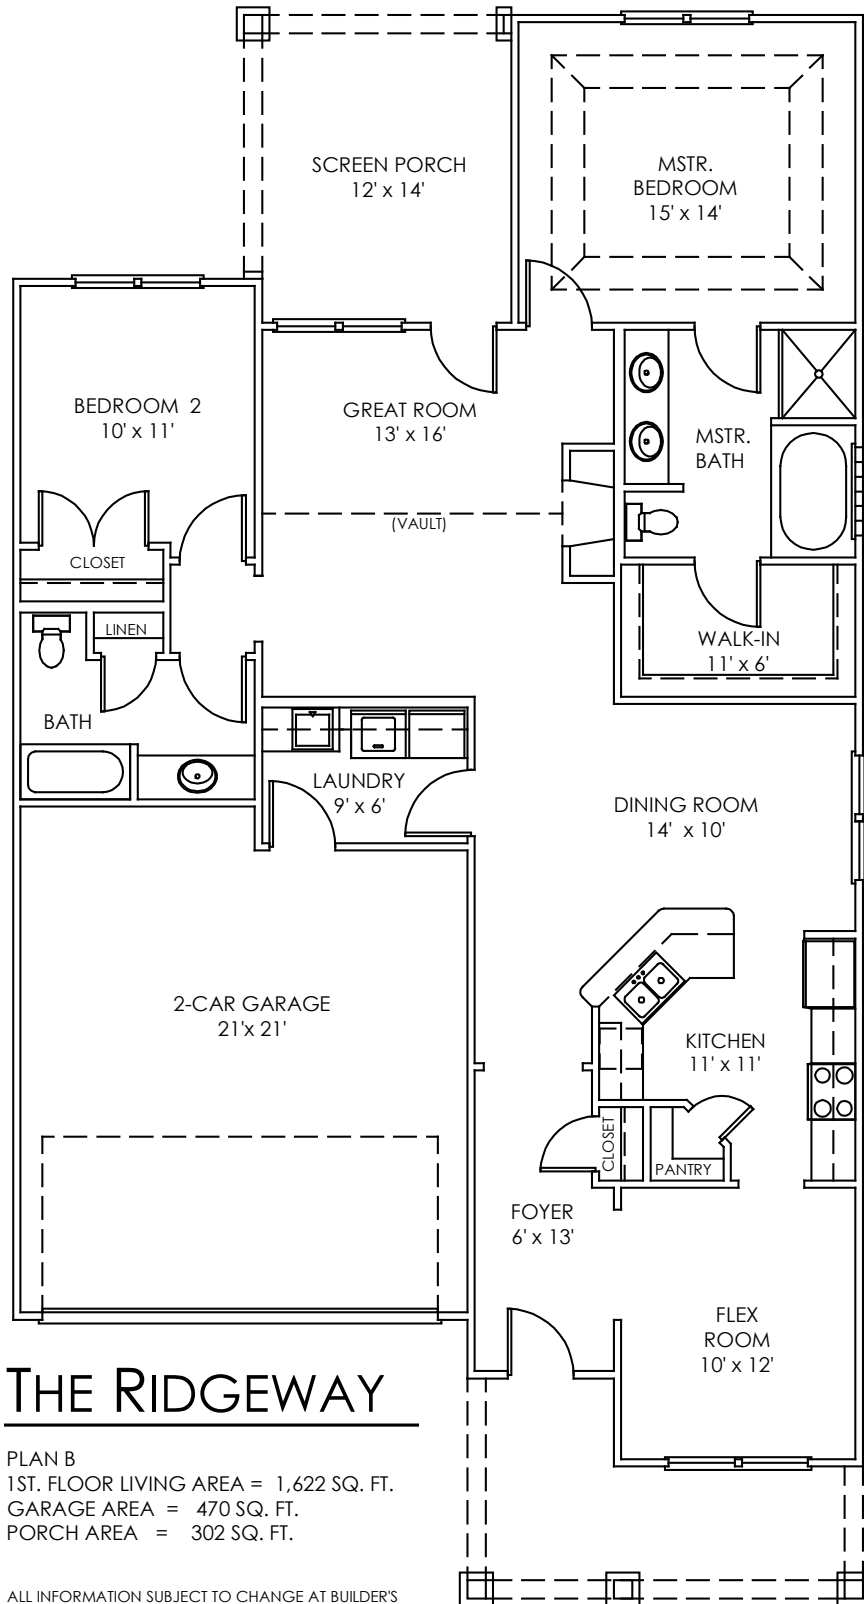 SCREEN PORCH
12' x 14'
MSTR.
BEDROOM
15' x 14'
BEDROOM 2
10' x 11'
GREAT ROOM
13' x 16'
MSTR.
BATH
(VAULT)
CLOSET
LINEN
WALK-IN
11' x 6'
BATH
LAUNDRY
9' x 6'
DINING ROOM
14' x 10'
2-CAR GARAGE
21'x 21'
KITCHEN
11' x 11'
CLOSET
PANTRY
FOYER
6' x 13'
FLEX
ROOM
10' x 12'
THE RIDGEWAY
PLAN B
1ST. FLOOR LIVING AREA = 1,622 SQ. FT.
GARAGE AREA = 470 SQ. FT.
PORCH AREA = 302 SQ. FT.
ALL INFORMATION SUBJECT TO CHANGE AT BUILDER'S